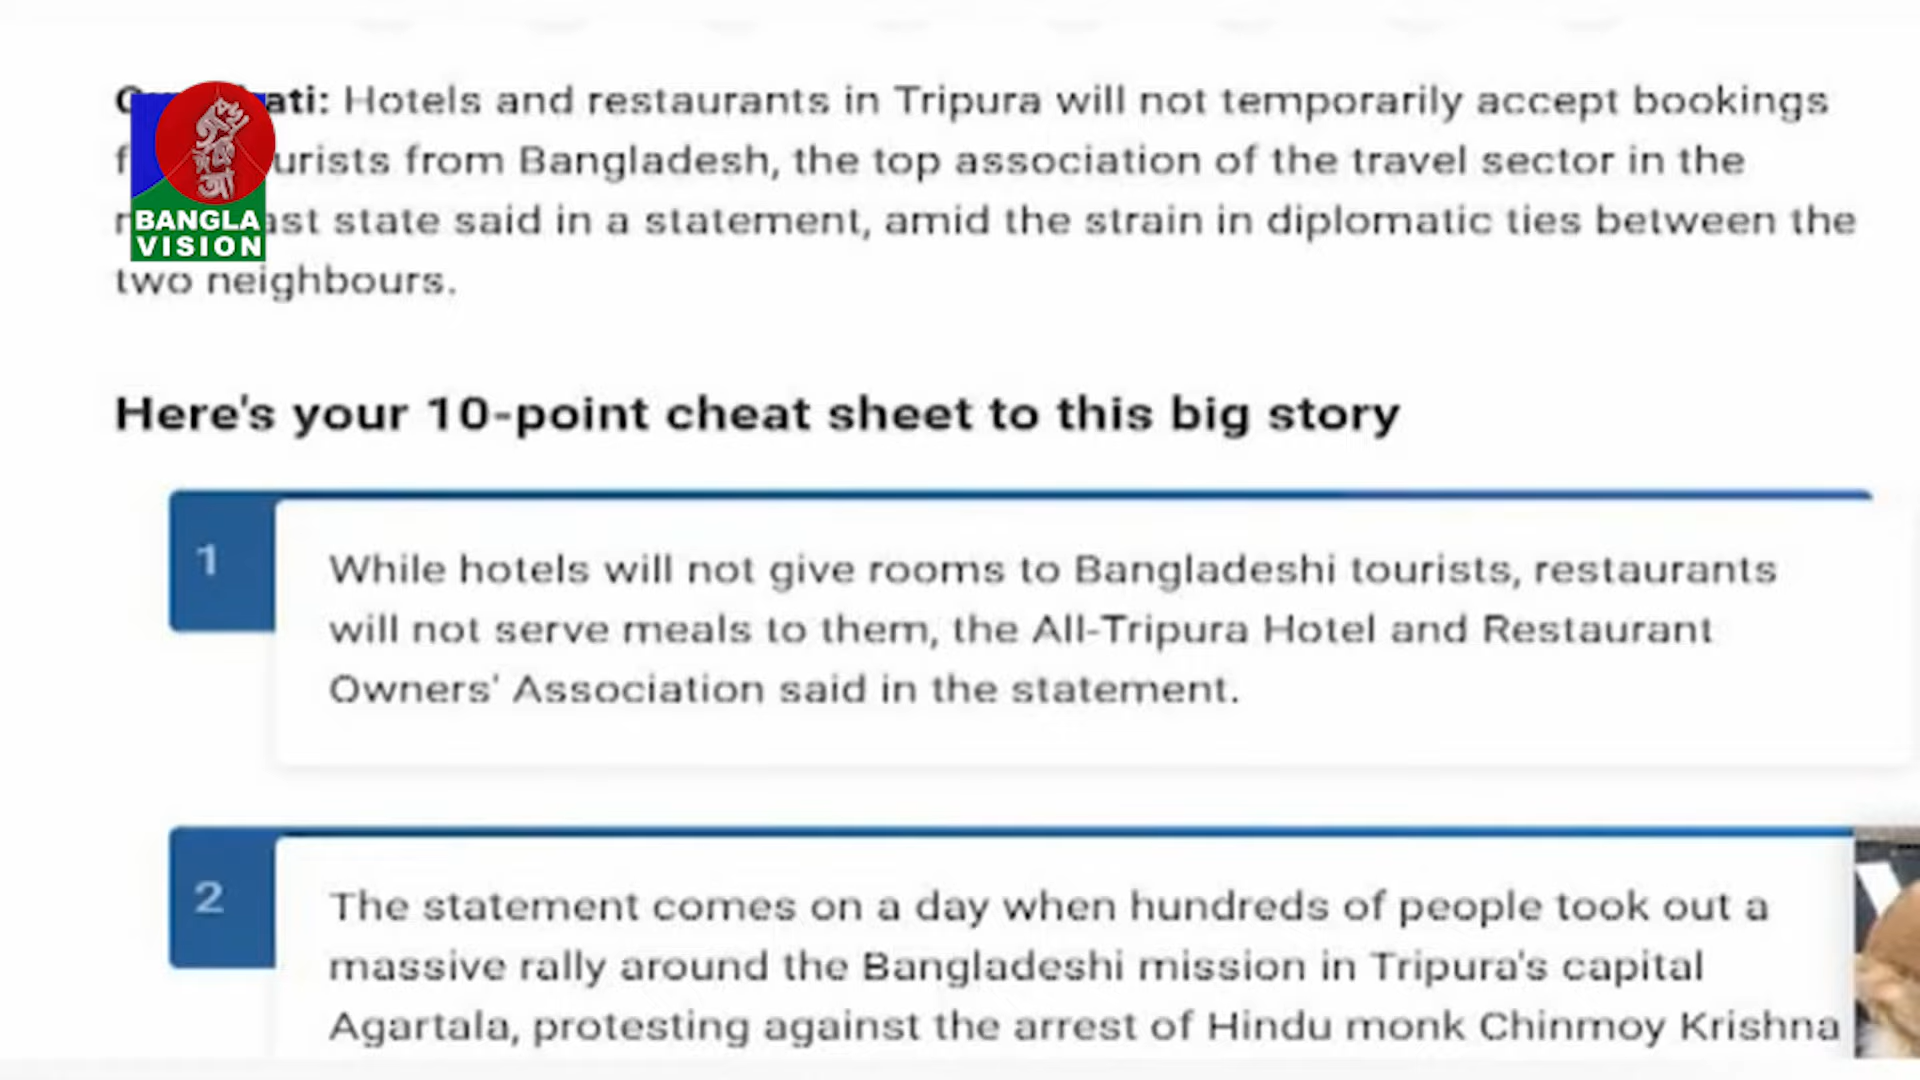 ati: Hotels and restaurants in Tripura will not temporarily accept bookings
urists from Bangladesh, the top association of the travel sector in the
ast state said in a statement, amid the strain in diplomatic ties between the
two neighbours.
BANGLA
VISION
Here's your 10-point cheat sheet to this big story
1
While hotels will not give rooms to Bangladeshi tourists, restaurants
will not serve meals to them, the All-Tripura Hotel and Restaurant
Owners' Association said in the statement.
2
The statement comes on a day when hundreds of people took out a
massive rally around the Bangladeshi mission in Tripura's capital
Agartala, protesting against the arrest of Hindu monk Chinmoy Krishna